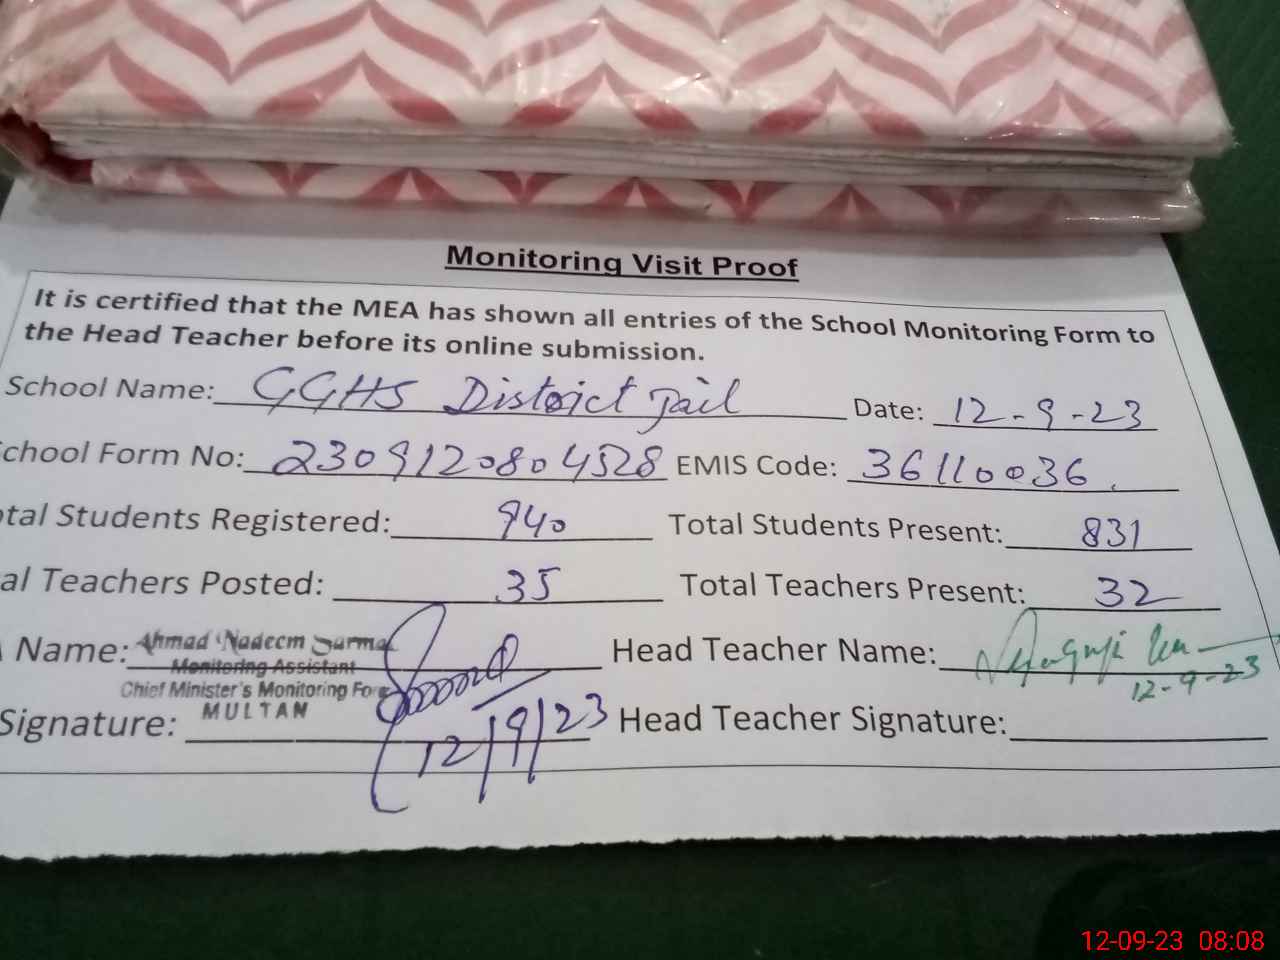 Monitoring Visit Proof
It is certified that the MEA has shown all entries of the School Monitoring Form to
the Head Teacher before its online submission.
School Name: GGHS District Jail Date: 12-9-23
chool Form No: 2309120804528 EMIS Code: 36110036
otal Students Registered: 940 Total Students Present: 831
al Teachers Posted: 35 Total Teachers Present: 32
Name: Ahmad Nadeem Head Teacher Name:
Monitoring Assistant
Chief Minister's Monitoring For
12-9-23
MULTAN
Signature: 12/9/23 Head Teacher Signature:
12-09-23 08:08